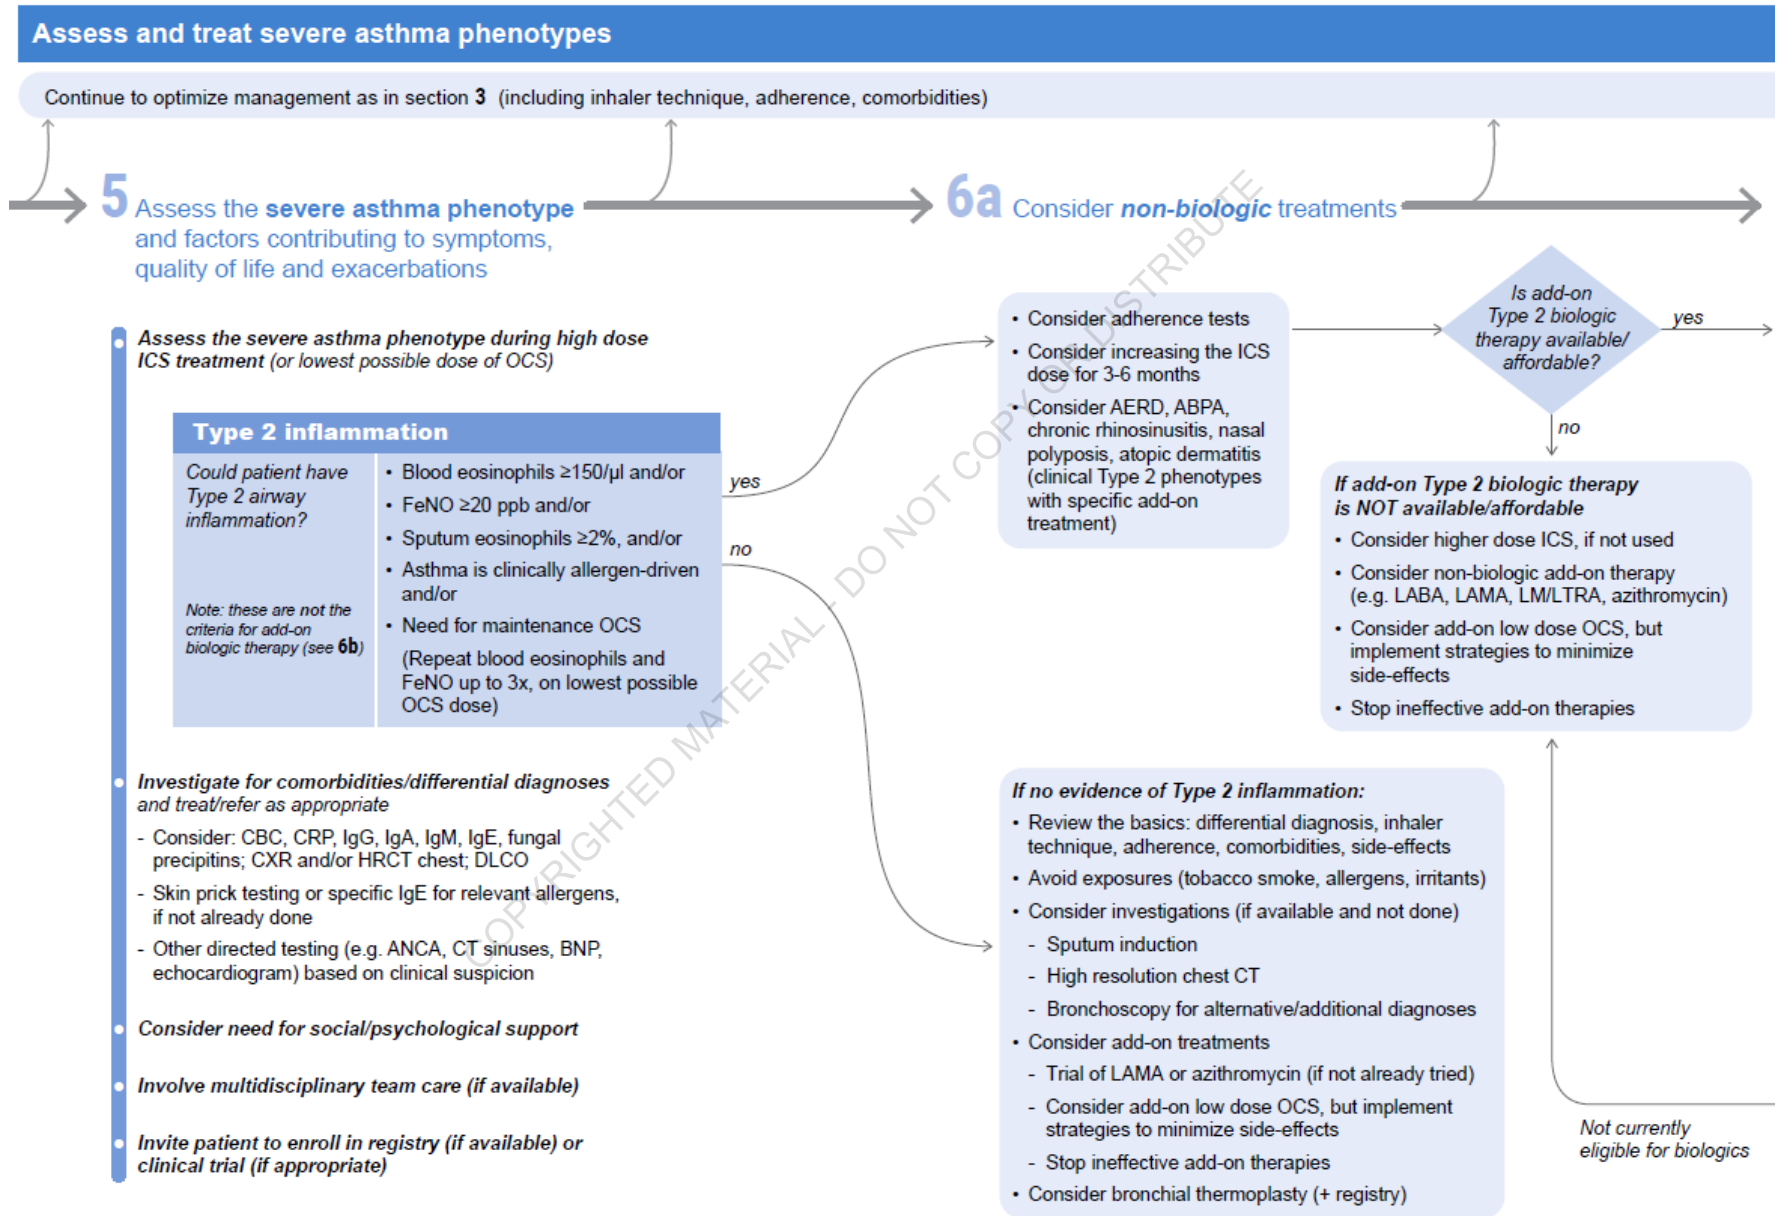 Assess and treat severe asthma phenotypes
Continue to optimize management as in section 3 (including inhaler technique, adherence, comorbidities)
5 Assess the severe asthma phenotype
and factors contributing to symptoms,
quality of life and exacerbations
Assess the severe asthma phenotype during high dose
ICS treatment (or lowest possible dose of OCS)
Type 2 inflammation
Could patient have
Type 2 airway
inflammation?
Note: these are not the
criteria for add-on
biologic therapy (see 6b)
• Blood eosinophils ≥150/μl and/or
• FeNO ≥20 ppb and/or
• Sputum eosinophils ≥2%, and/or
• Asthma is clinically allergen-driven
and/or
• Need for maintenance OCS
(Repeat blood eosinophils and
FeNO up to 3x, on lowest possible
OCS dose)
yes
no
Investigate for comorbidities/differential diagnoses
and treat/refer as appropriate
- Consider: CBC, CRP, IgG, IgA, IgM, IgE, fungal
precipitins; CXR and/or HRCT chest; DLCO
- Skin prick testing or specific IgE for relevant allergens,
if not already done
- Other directed testing (e.g. ANCA, CT sinuses, BNP,
echocardiogram) based on clinical suspicion
Consider need for social/psychological support
Involve multidisciplinary team care (if available)
Invite patient to enroll in registry (if available) or
clinical trial (if appropriate)
6a Consider non-biologic treatments
• Consider adherence tests
• Consider increasing the ICS
dose for 3-6 months
• Consider AERD, ABPA,
chronic rhinosinusitis, nasal
polyposis, atopic dermatitis
(clinical Type 2 phenotypes
with specific add-on
treatment)
Is add-on
Type 2 biologic
therapy available/
affordable?
yes
no
If add-on Type 2 biologic therapy
is NOT available/affordable
• Consider higher dose ICS, if not used
• Consider non-biologic add-on therapy
(e.g. LABA, LAMA, LM/LTRA, azithromycin)
• Consider add-on low dose OCS, but
implement strategies to minimize
side-effects
• Stop ineffective add-on therapies
If no evidence of Type 2 inflammation:
• Review the basics: differential diagnosis, inhaler
technique, adherence, comorbidities, side-effects
• Avoid exposures (tobacco smoke, allergens, irritants)
• Consider investigations (if available and not done)
- Sputum induction
- High resolution chest CT
- Bronchoscopy for alternative/additional diagnoses
• Consider add-on treatments
- Trial of LAMA or azithromycin (if not already tried)
- Consider add-on low dose OCS, but implement
strategies to minimize side-effects
- Stop ineffective add-on therapies
• Consider bronchial thermoplasty (+ registry)
Not currently
eligible for biologics
COPYRIGHTED MATERIAL - DO NOT COPY OR DISTRIBUTE